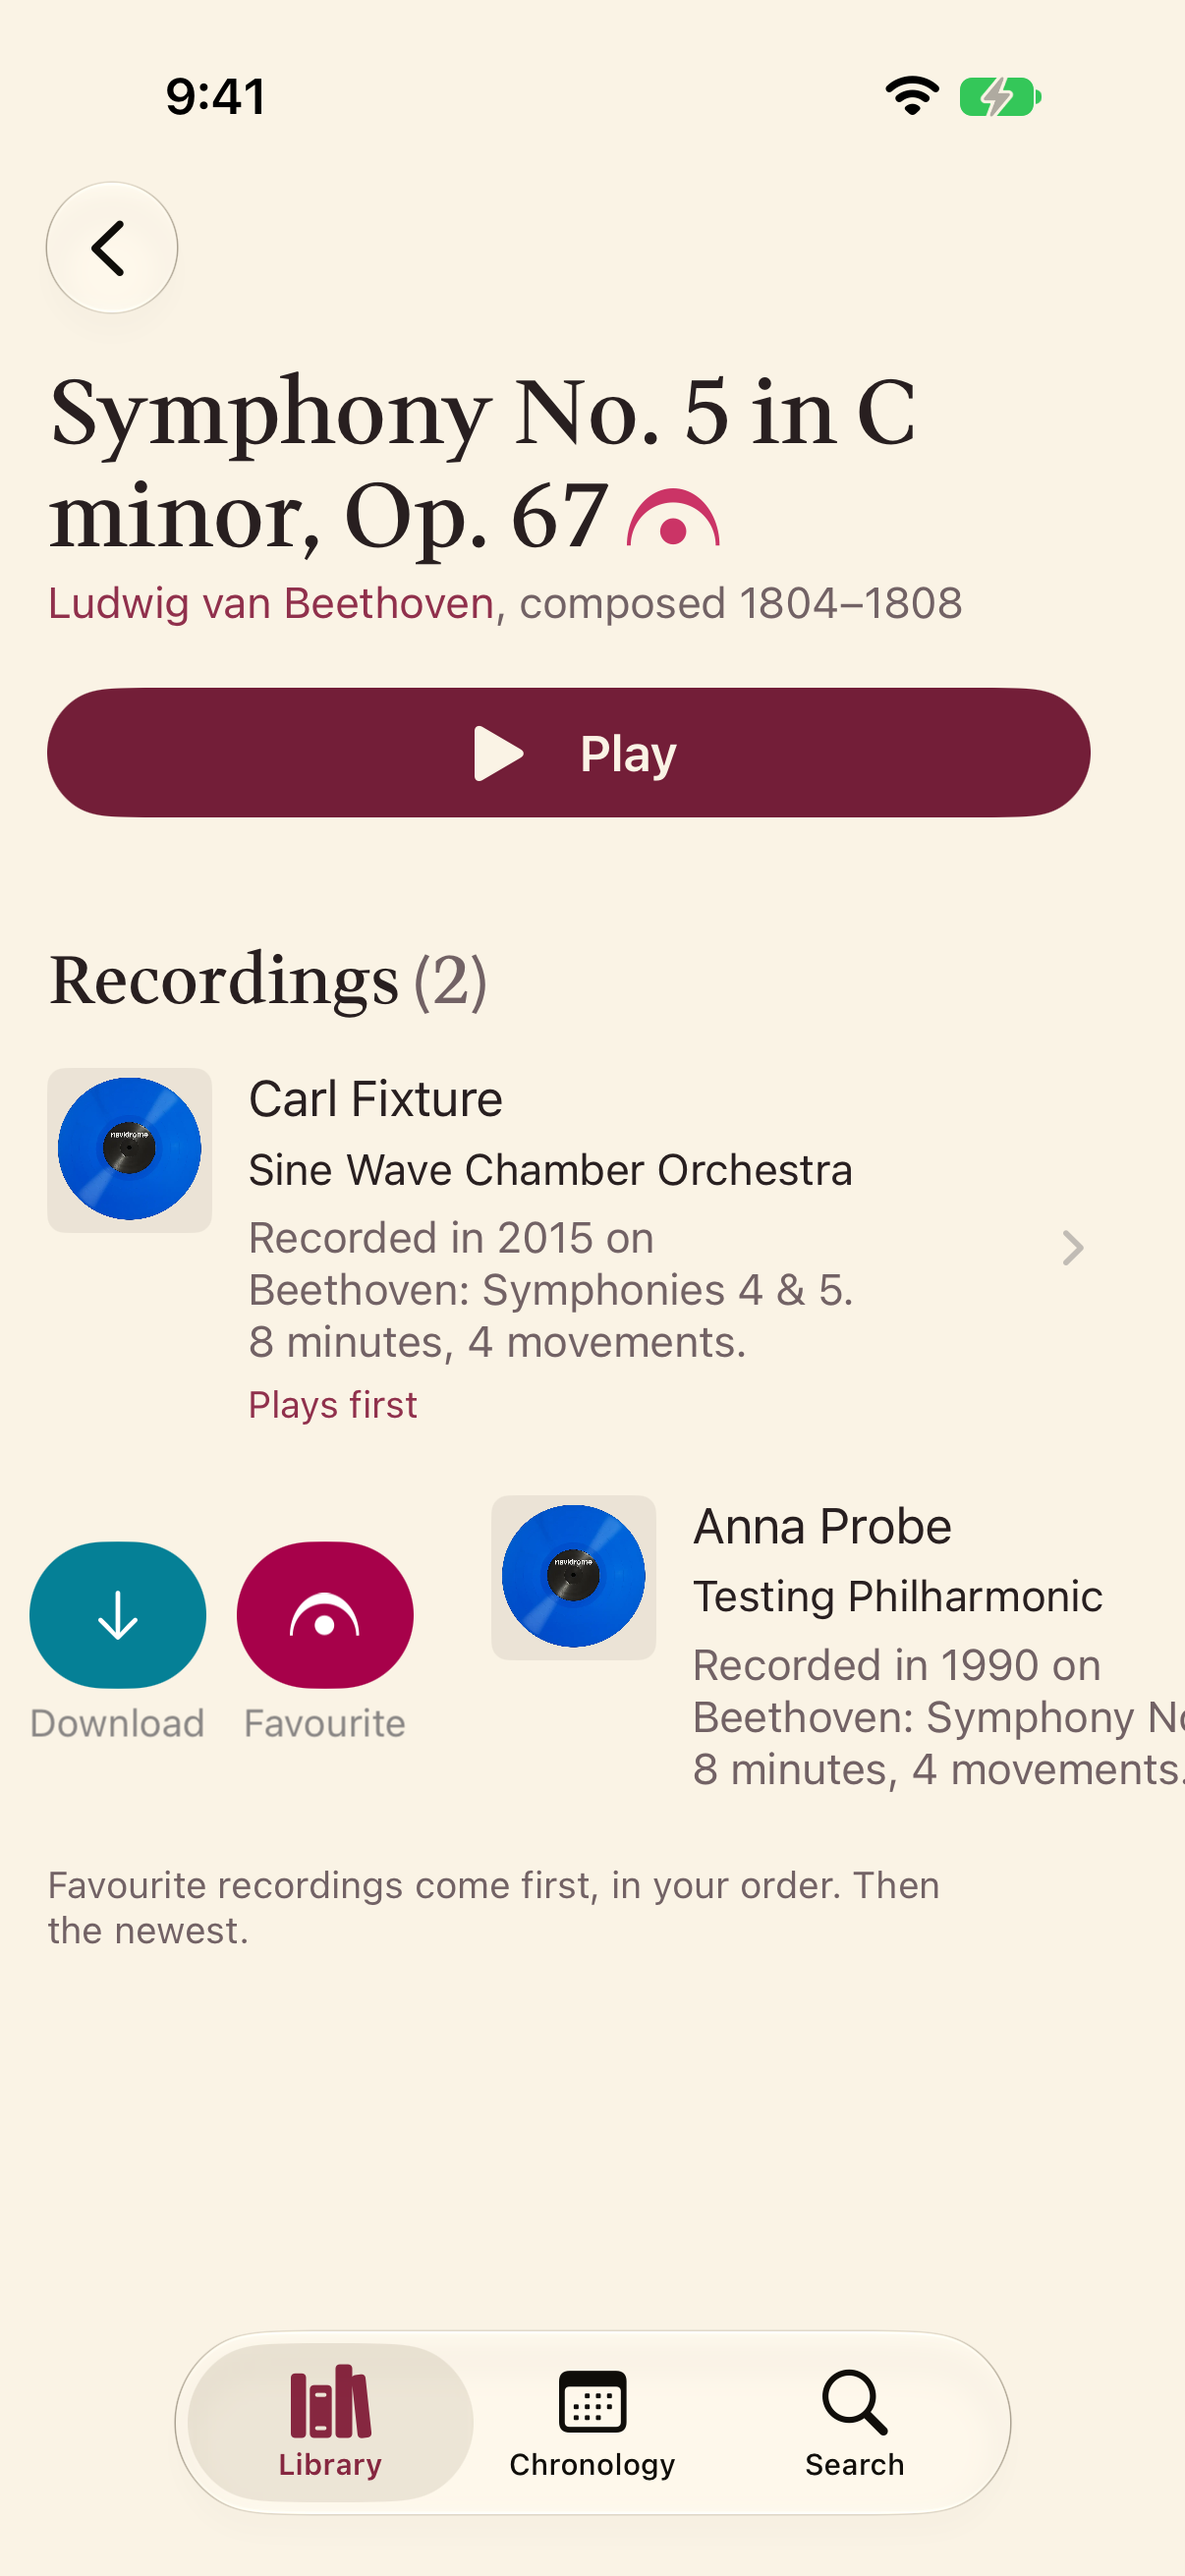 9:41
Symphony No. 5 in C
minor, Op. 67
Ludwig van Beethoven, composed 1804–1808
Play
Recordings (2)
navidrome
Carl Fixture
Sine Wave Chamber Orchestra
Recorded in 2015 on
Beethoven: Symphonies 4 & 5.
8 minutes, 4 movements.
Plays first
Download
Favourite
navidrome
Anna Probe
Testing Philharmonic
Recorded in 1990 on
Beethoven: Symphony
8 minutes, 4 movements.
Favourite recordings come first, in your order. Then
the newest.
Library
Chronology
Search